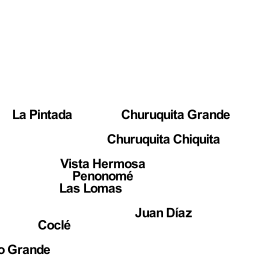 La Pintada
Churuquita Grande
Churuquita Chiquita
Vista Hermosa
Penonomé
Las Lomas
Juan Díaz
Coclé
o Grande